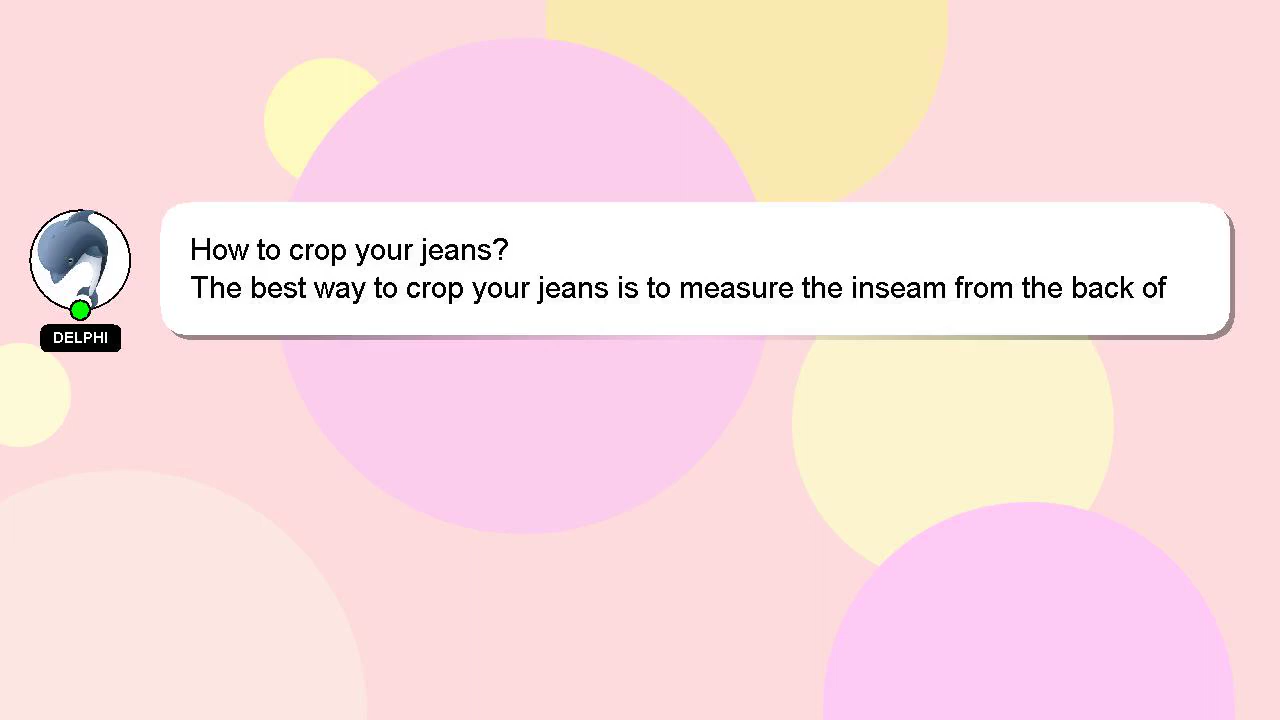 How to crop your jeans?
The best way to crop your jeans is to measure the inseam from the back of
DELPHI